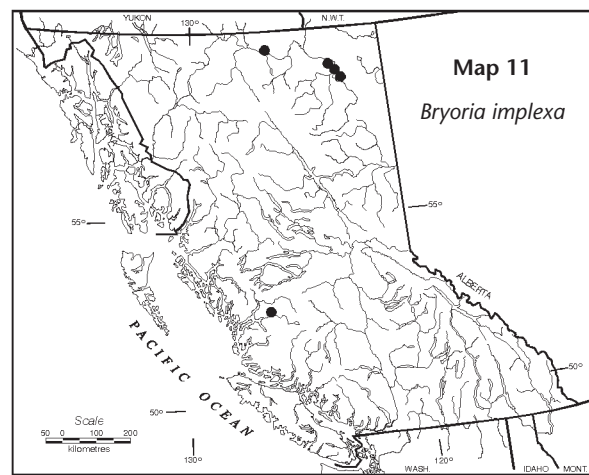 YUKON
130°
N.W.T.
Map 11
Bryoria implexa
55°
55°
ALBERTA
PACIFIC OCEAN
50°
50°
Scale
50 0 50 100 200
kilometres
130°
WASH.
120°
IDAHO
MONT.